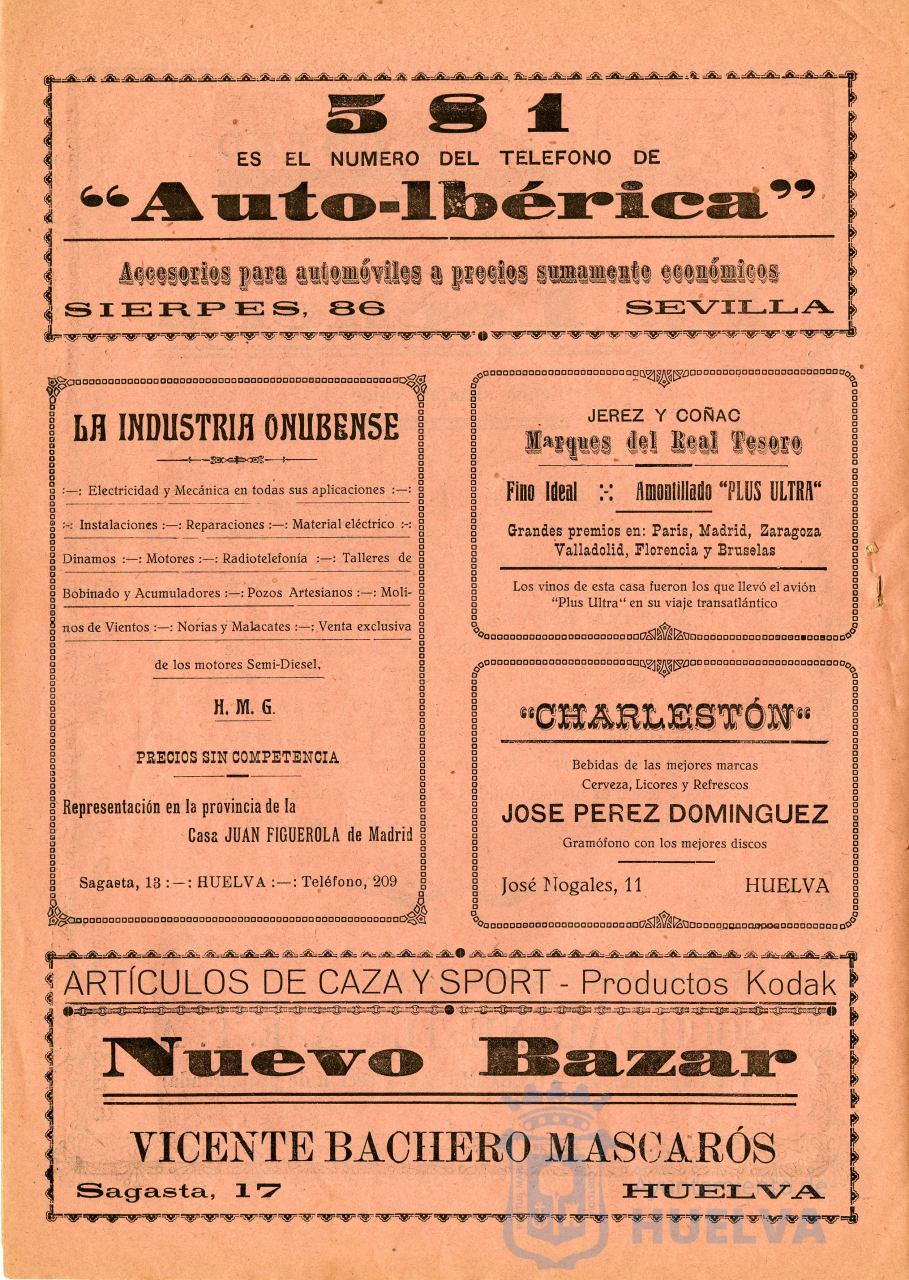 5 8 1
ES EL NUMERO DEL TELEFONO DE
“Auto-Ibérica”
Accesorios para automóviles a precios sumamente económicos
SIERPES, 86 SEVILLA
LA INDUSTRIA ONUBENSE
:—: Electricidad y Mecánica en todas sus aplicaciones :—:
:-: Instalaciones :—: Reparaciones :—: Material eléctrico :-:
Dinamos :—: Motores :—: Radiotelefonía :—: Talleres de
Bobinado y Acumuladores :—: Pozos Artesianos :—: Moli-
nos de Vientos :—: Norias y Malacates :—: Venta exclusiva
de los motores Semi-Diesel,
H. M. G.
PRECIOS SIN COMPETENCIA
Representación en la provincia de la
Casa JUAN FIGUEROLA de Madrid
Sagasta, 13 :—: HUELVA :—: Teléfono, 209
JEREZ Y COÑAC
Marques del Real Tesoro
Fino Ideal :-: Amontillado "PLUS ULTRA“
Grandes premios en: París, Madrid, Zaragoza
Valladolid, Florencia y Bruselas
Los vinos de esta casa fueron los que llevó el avión
"Plus Ultra“ en su viaje transatlántico
“CHARLESTÓN“
Bebidas de las mejores marcas
Cerveza, Licores y Refrescos
JOSE PEREZ DOMINGUEZ
Gramófono con los mejores discos
José Nogales, 11 HUELVA
ARTÍCULOS DE CAZA Y SPORT - Productos Kodak
Nuevo Bazar
VICENTE BACHERO MASCARÓS
Sagasta, 17 HUELVA
HUELVA